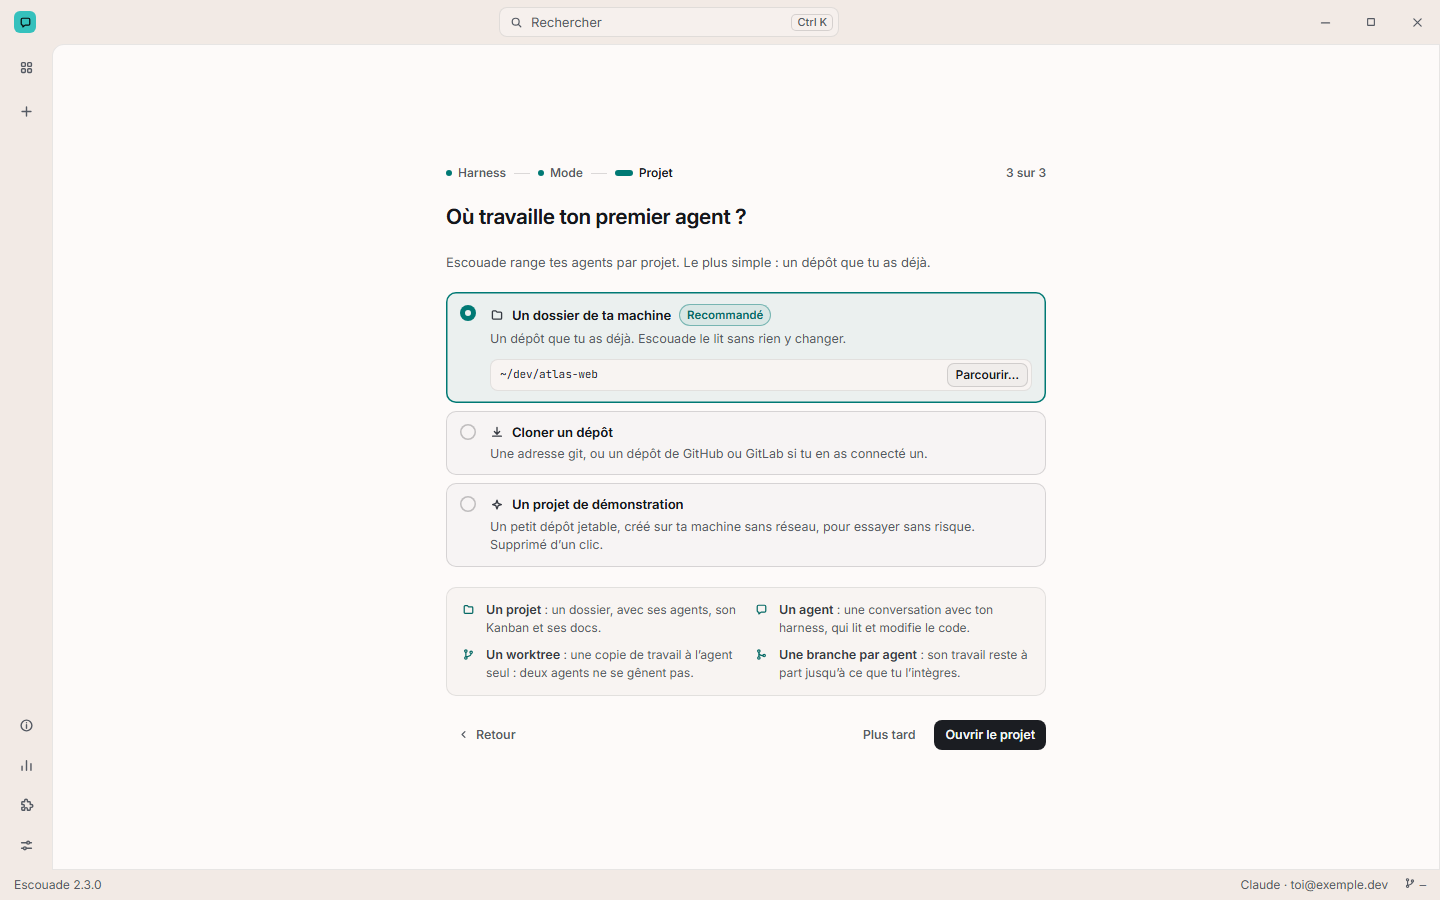 Rechercher
Ctrl K
Harness
Mode
Projet
3 sur 3
Où travaille ton premier agent ?
Escouade range tes agents par projet. Le plus simple : un dépôt que tu as déjà.
Un dossier de ta machine
Recommandé
Un dépôt que tu as déjà. Escouade le lit sans rien y changer.
~/dev/atlas-web
Parcourir...
Cloner un dépôt
Une adresse git, ou un dépôt de GitHub ou GitLab si tu en as connecté un.
Un projet de démonstration
Un petit dépôt jetable, créé sur ta machine sans réseau, pour essayer sans risque.
Supprimé d’un clic.
Un projet : un dossier, avec ses agents, son
Kanban et ses docs.
Un agent : une conversation avec ton
harness, qui lit et modifie le code.
Un worktree : une copie de travail à l’agent
seul : deux agents ne se gênent pas.
Une branche par agent : son travail reste à
part jusqu’à ce que tu l’intègres.
Retour
Plus tard
Ouvrir le projet
Escouade 2.3.0
Claude · toi@exemple.dev
–